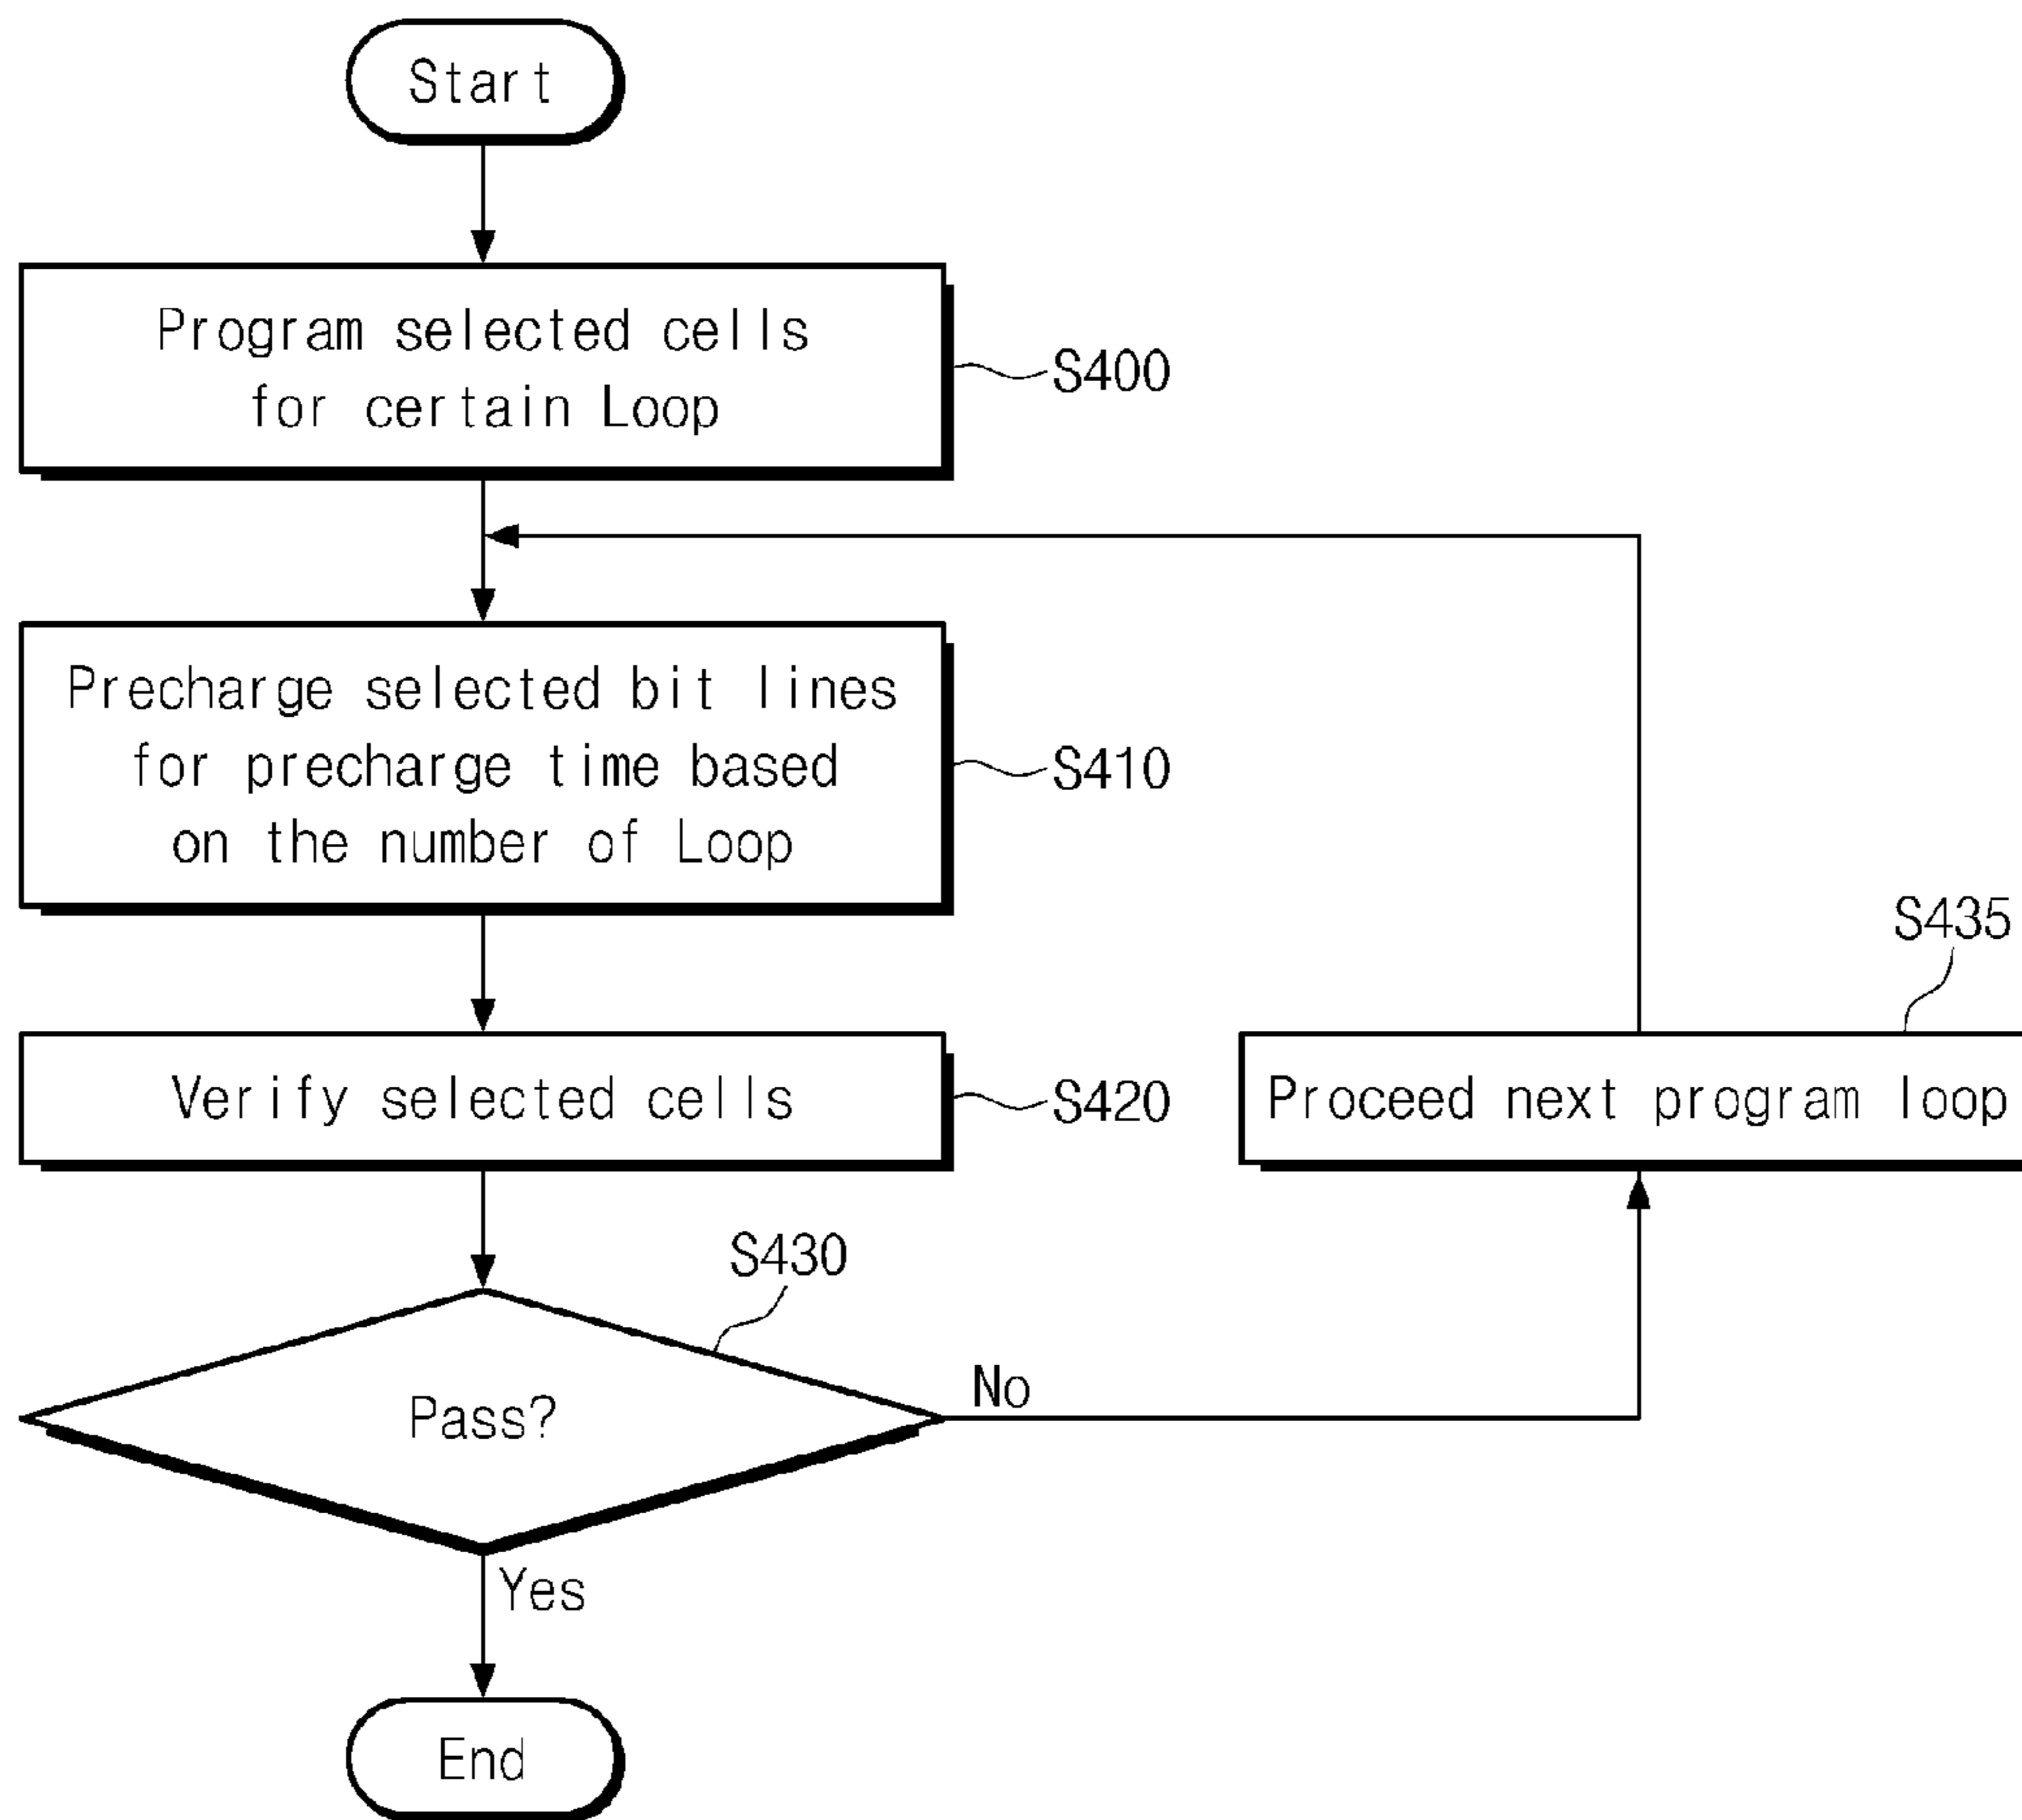 Start
Program selected cells
for certain Loop
S400
Precharge selected bit lines
for precharge time based
on the number of Loop
S410
S435
Verify selected cells
S420
Proceed next program loop
S430
Pass?
No
Yes
End